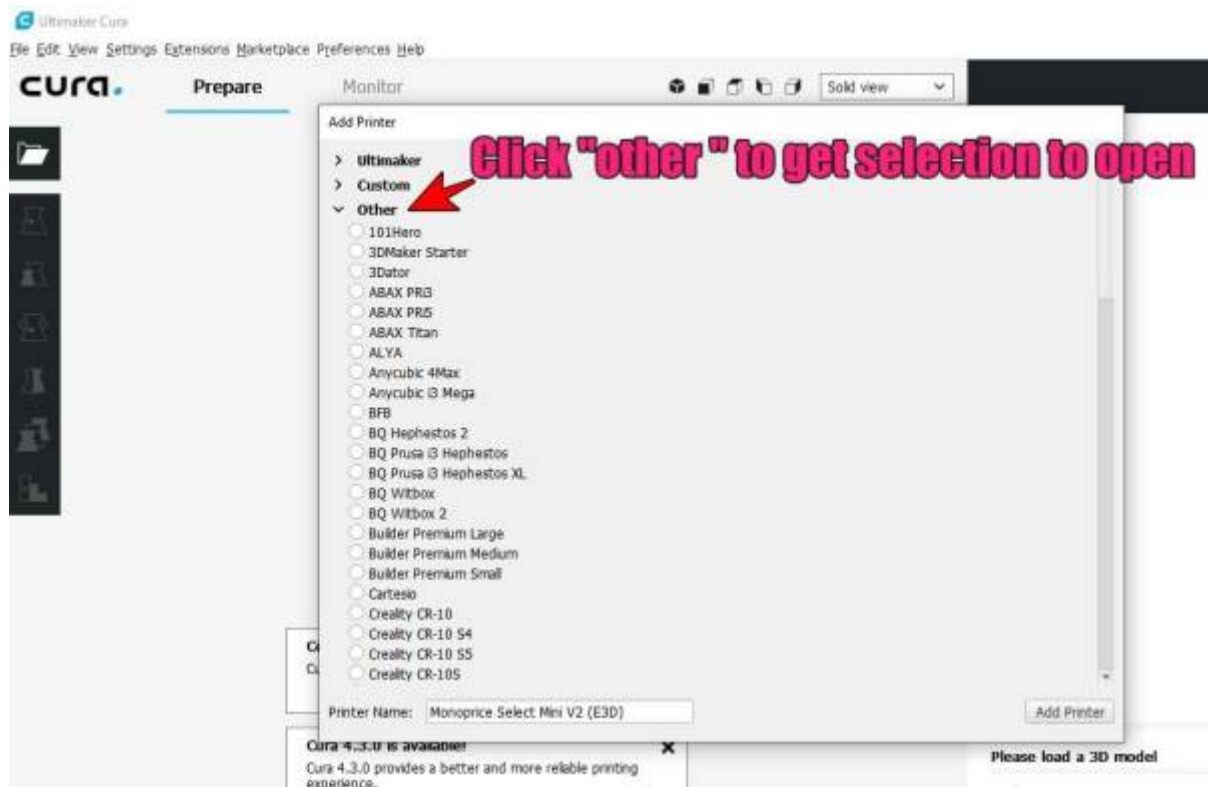 Ultimaker Cura
File Edit View Settings Extensions Marketplace Preferences Help
cura. Prepare Monitor Solid view
Add Printer
Click "other " to get selection to open
Ultimaker
Custom
Other
101Hero
3DMaker Starter
3Dator
ABAX PRi3
ABAX PRi5
ABAX Titan
ALYA
Anycubic 4Max
Anycubic i3 Mega
BFB
BQ Hephestos 2
BQ Prusa i3 Hephestos
BQ Prusa i3 Hephestos XL
BQ Witbox
BQ Witbox 2
Builder Premium Large
Builder Premium Medium
Builder Premium Small
Cartesio
Creality CR-10
Creality CR-10 S4
Creality CR-10 S5
Creality CR-10S
Printer Name: Monoprice Select Mini V2 (E3D) Add Printer
Cura 4.3.0 is available!
Cura 4.3.0 provides a better and more reliable printing
experience.
Please load a 3D model